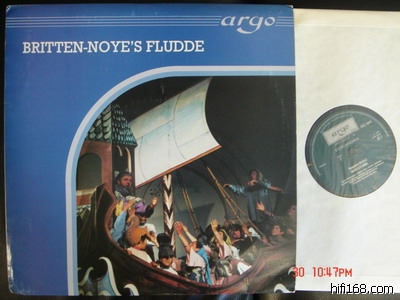 argo
BRITTEN-NOYE'S FLUDDE
argo
30 10:47PM
hifi168.com